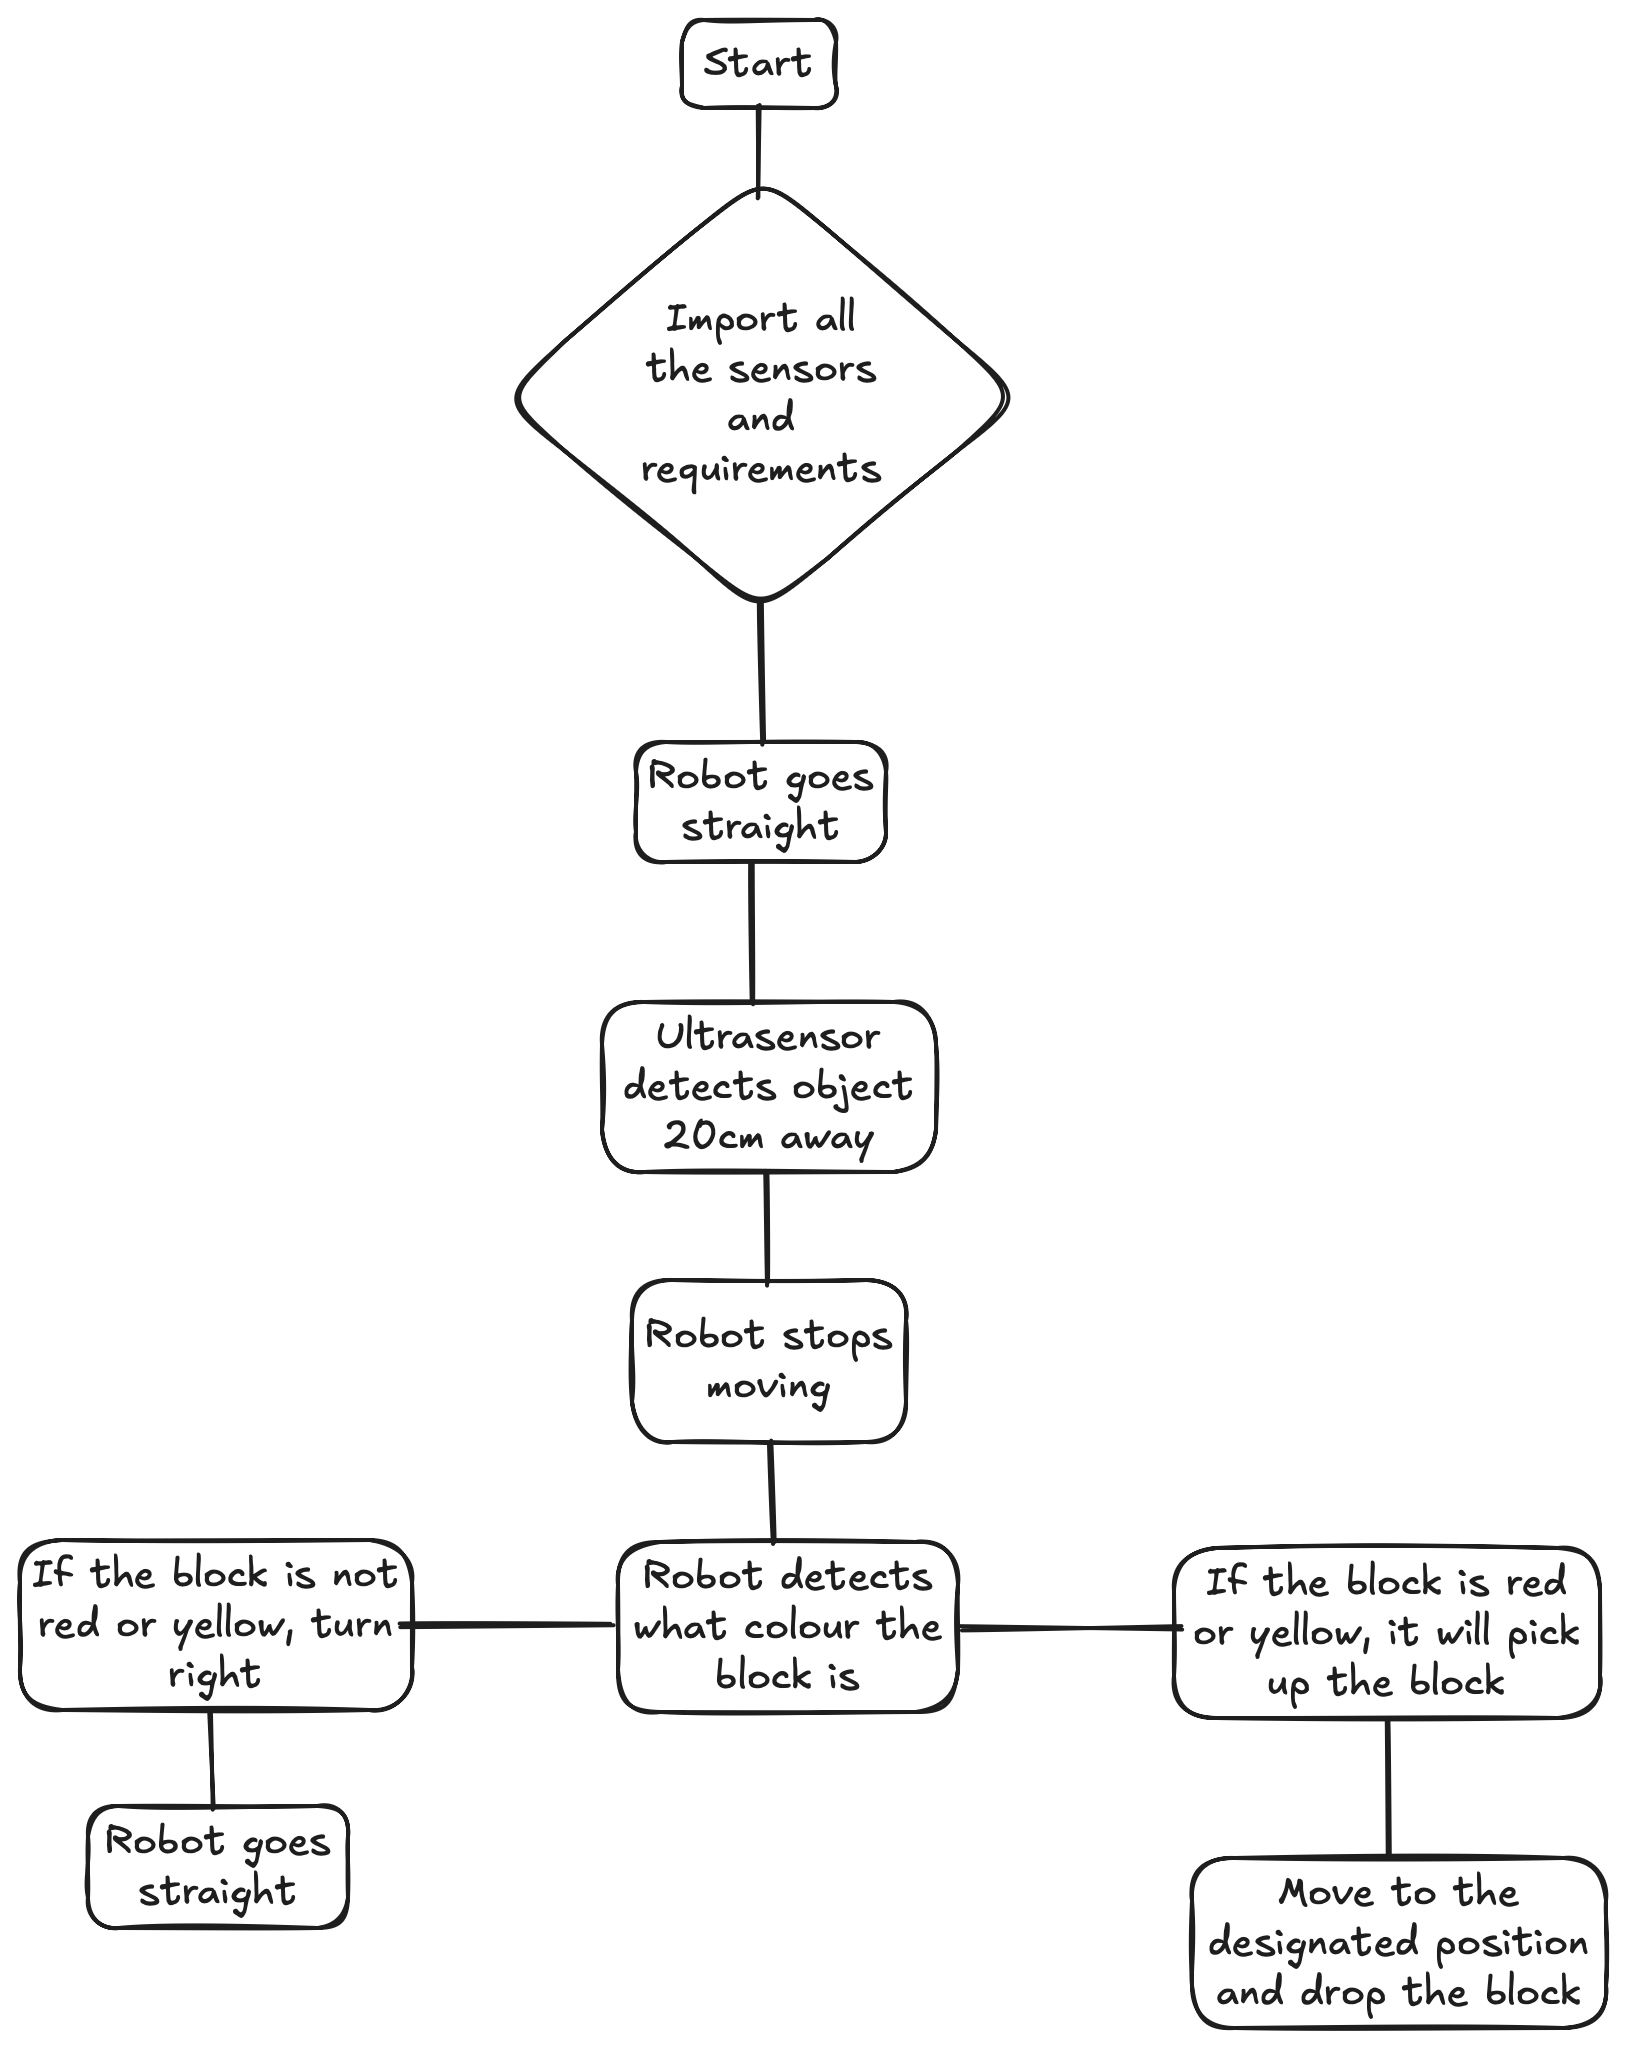 Start
Import all
the sensors
and
requirements
Robot goes
straight
Ultrasensor
detects object
20cm away
Robot stops
moving
If the block is not
red or yellow, turn
right
Robot detects
what colour the
block is
If the block is red
or yellow, it will pick
up the block
Robot goes
straight
Move to the
designated position
and drop the block